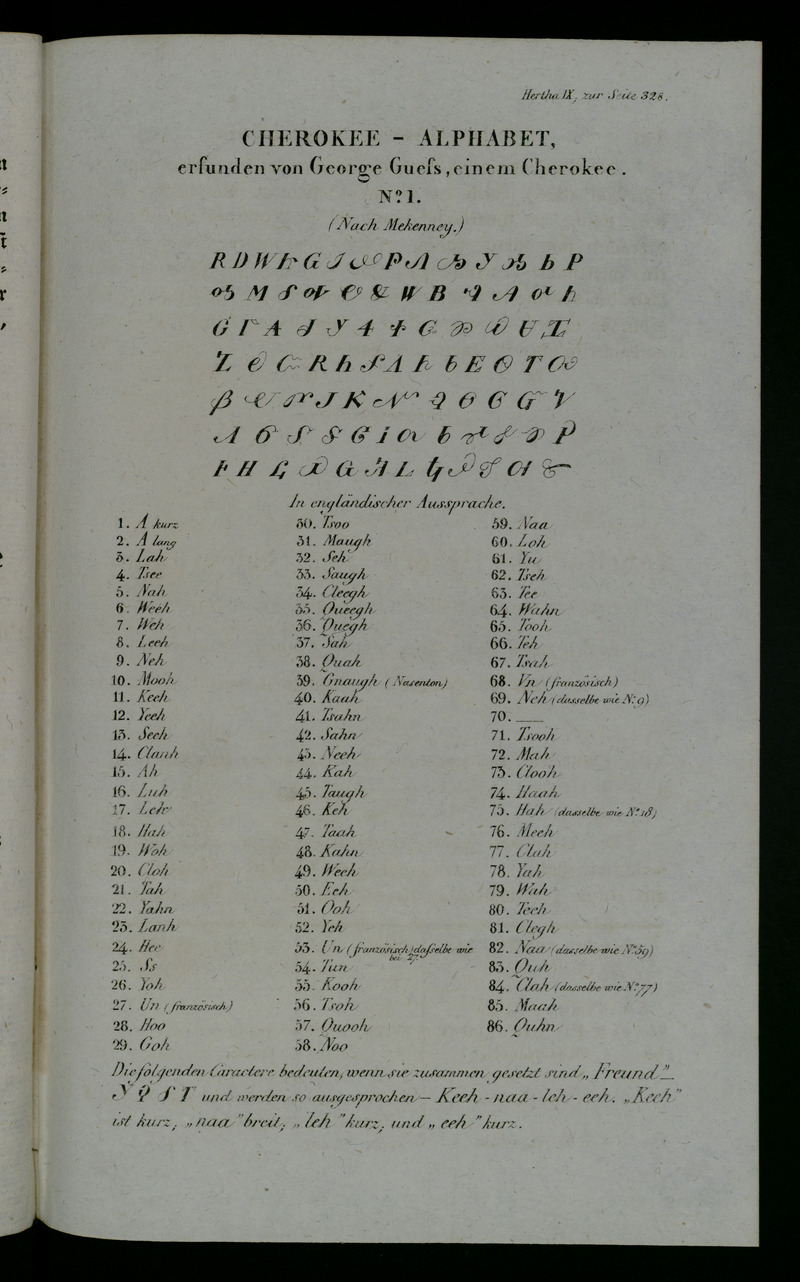 Hertha IX, zur Seite 328.
CHEROKEE – ALPHABET,
erfunden von George Guefs, einem Cherokee.
Nº 1.
(Nach Mekenney.)
In engländischer Aussprache.
1. A kurz
2. A lang
3. Lah
4. Tsee
5. Nah
6. Weeh
7. Weh
8. Leeh
9. Neh
10. Mooh
11. Keeh
12. Yeeh
13. Seeh
14. Clanh
15. Ah
16. Luh
17. Leh
18. Hah
19. Woh
20. Cloh
21. Tah
22. Yahn
23. Lanh
24. Hee
25. Ss
26. Yoh
27. Un (französisch)
28. Hoo
29. Goh
30. Tsoo
31. Maugh
32. Seh
33. Saugh
34. Cleegh
35. Queegh
36. Quegh
37. Sah
38. Quah
39. Gnaugh (Nasenton)
40. Kaah
41. Tsahn
42. Sahn
43. Neeh
44. Kah
45. Taugh
46. Keh
47. Taah
48. Kahn
49. Weeh
50. Eeh
51. Ooh
52. Yeh
53. Un (französisch) dafselbe wie
bei 27.
54. Tun
55. Kooh
56. Tsoh
57. Quooh
58. Noo
59. Naa
60. Loh
61. Yu
62. Tseh
63. Tee
64. Wahn
65. Tooh
66. Teh
67. Tsah
68. Un (französisch)
69. Neh (dasselbe wie Nº 9)
70. ___
71. Tsooh
72. Mah
73. Clooh
74. Haah
75. Hah (dasselbe wie Nº 18)
76. Meeh
77. Clah
78. Yah
79. Wah
80. Teeh
81. Clegh
82. Naa (dasselbe wie Nº 59)
83. Quh
84. Clah (dasselbe wie Nº 77)
85. Maah
86. Quhn
Die folgenden Caractere bedeuten, wenn sie zusammen gesetzt sind „Freund” —
und werden so ausgesprochen — Keeh - naa - leh - eeh. „Keeh”
ist kurz, „naa” breit, „leh” kurz, und „eeh” kurz.